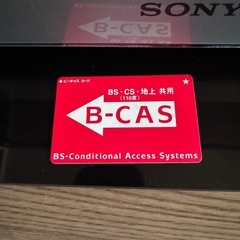 SONY
■ ビーキャス カード ★
BS・CS・地上 共用
(110度)
B-CAS
BS-Conditional Access Systems